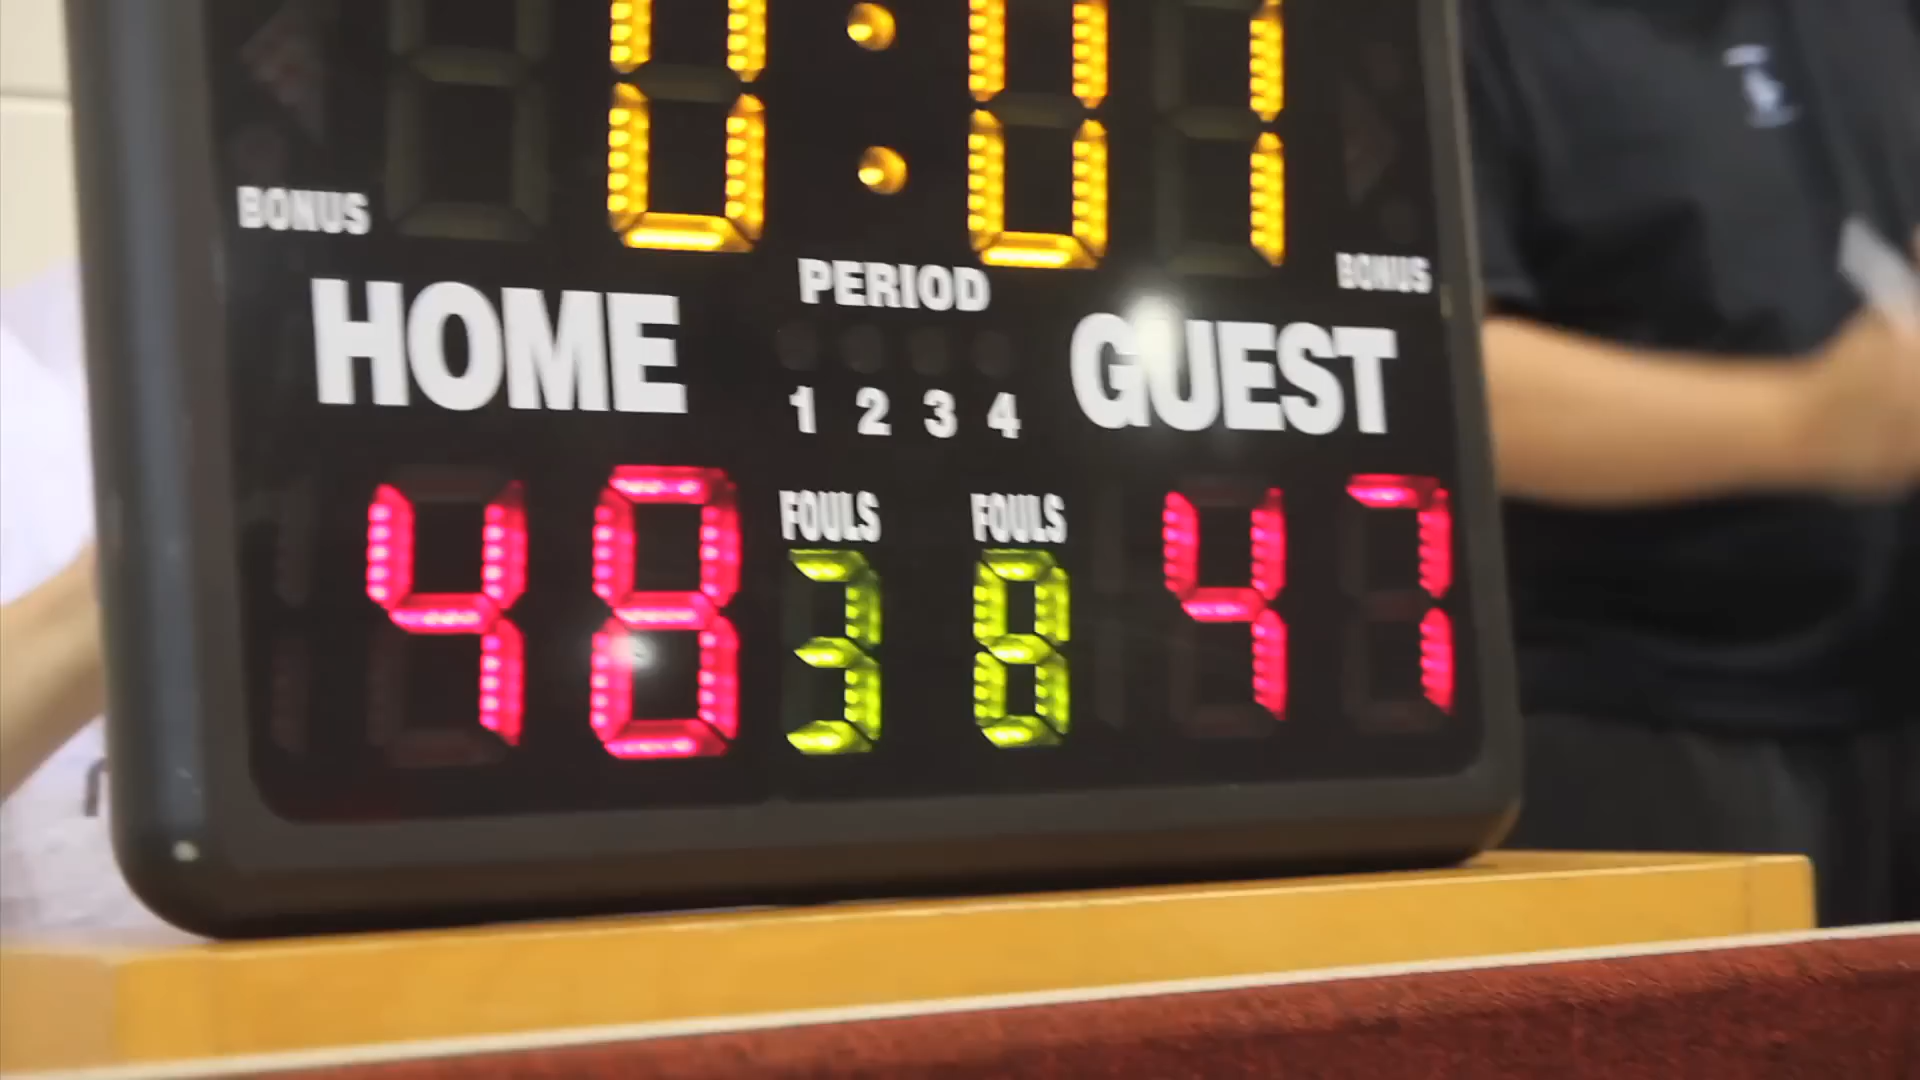 0:01
BONUS
BONUS
PERIOD
HOME
GUEST
1 2 3 4
FOULS
FOULS
48
3
8
47